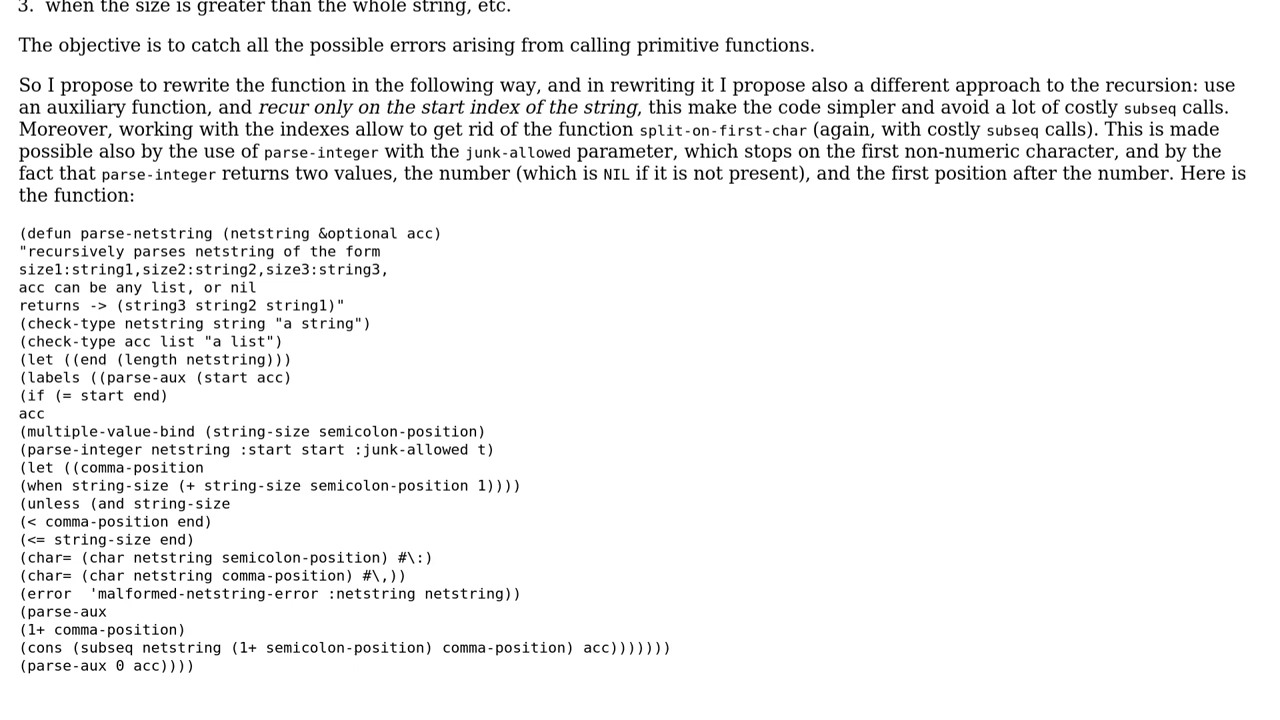 3. when the size is greater than the whole string, etc.
The objective is to catch all the possible errors arising from calling primitive functions.
So I propose to rewrite the function in the following way, and in rewriting it I propose also a different approach to the recursion: use
an auxiliary function, and recur only on the start index of the string, this make the code simpler and avoid a lot of costly subseq calls.
Moreover, working with the indexes allow to get rid of the function split-on-first-char (again, with costly subseq calls). This is made
possible also by the use of parse-integer with the junk-allowed parameter, which stops on the first non-numeric character, and by the
fact that parse-integer returns two values, the number (which is NIL if it is not present), and the first position after the number. Here is
the function:
(defun parse-netstring (netstring &optional acc)
"recursively parses netstring of the form
size1:string1,size2:string2,size3:string3,
acc can be any list, or nil
returns -> (string3 string2 string1)"
(check-type netstring string "a string")
(check-type acc list "a list")
(let ((end (length netstring)))
(labels ((parse-aux (start acc)
(if (= start end)
acc
(multiple-value-bind (string-size semicolon-position)
(parse-integer netstring :start start :junk-allowed t)
(let ((comma-position
(when string-size (+ string-size semicolon-position 1))))
(unless (and string-size
(< comma-position end)
(<= string-size end)
(char= (char netstring semicolon-position) #\:)
(char= (char netstring comma-position) #\,))
(error  'malformed-netstring-error :netstring netstring))
(parse-aux
(1+ comma-position)
(cons (subseq netstring (1+ semicolon-position) comma-position) acc)))))))
(parse-aux 0 acc))))